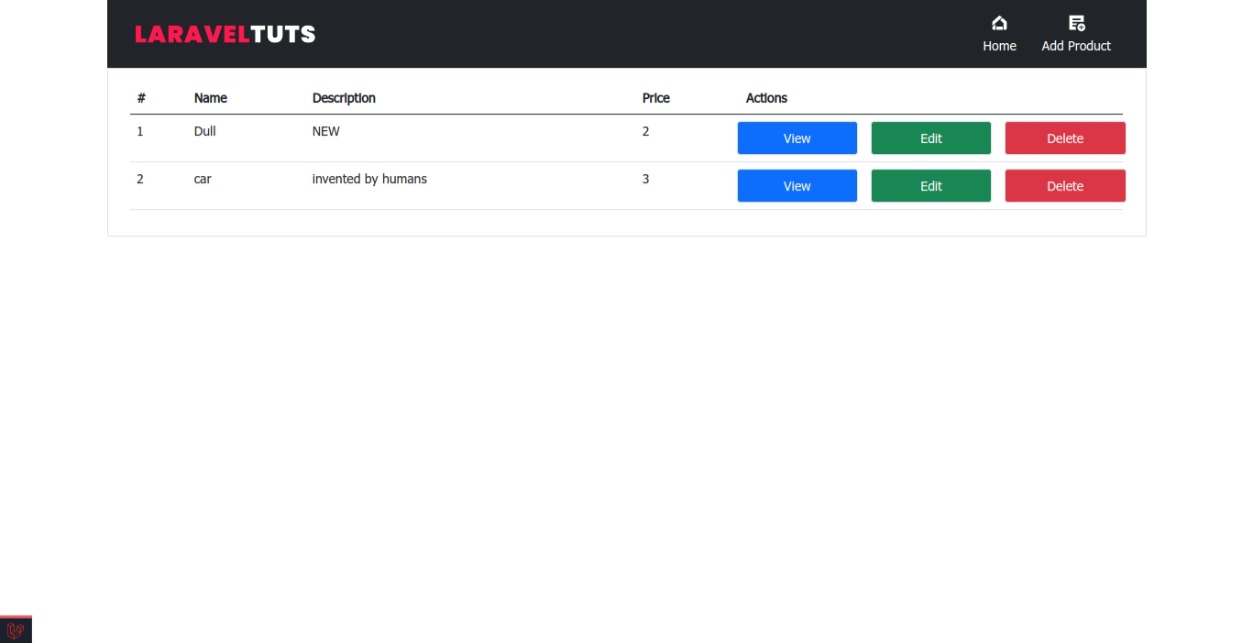 LARAVELTUTS
Home Add Product
# Name Description Price Actions
1 Dull NEW 2 View Edit Delete
2 car invented by humans 3 View Edit Delete